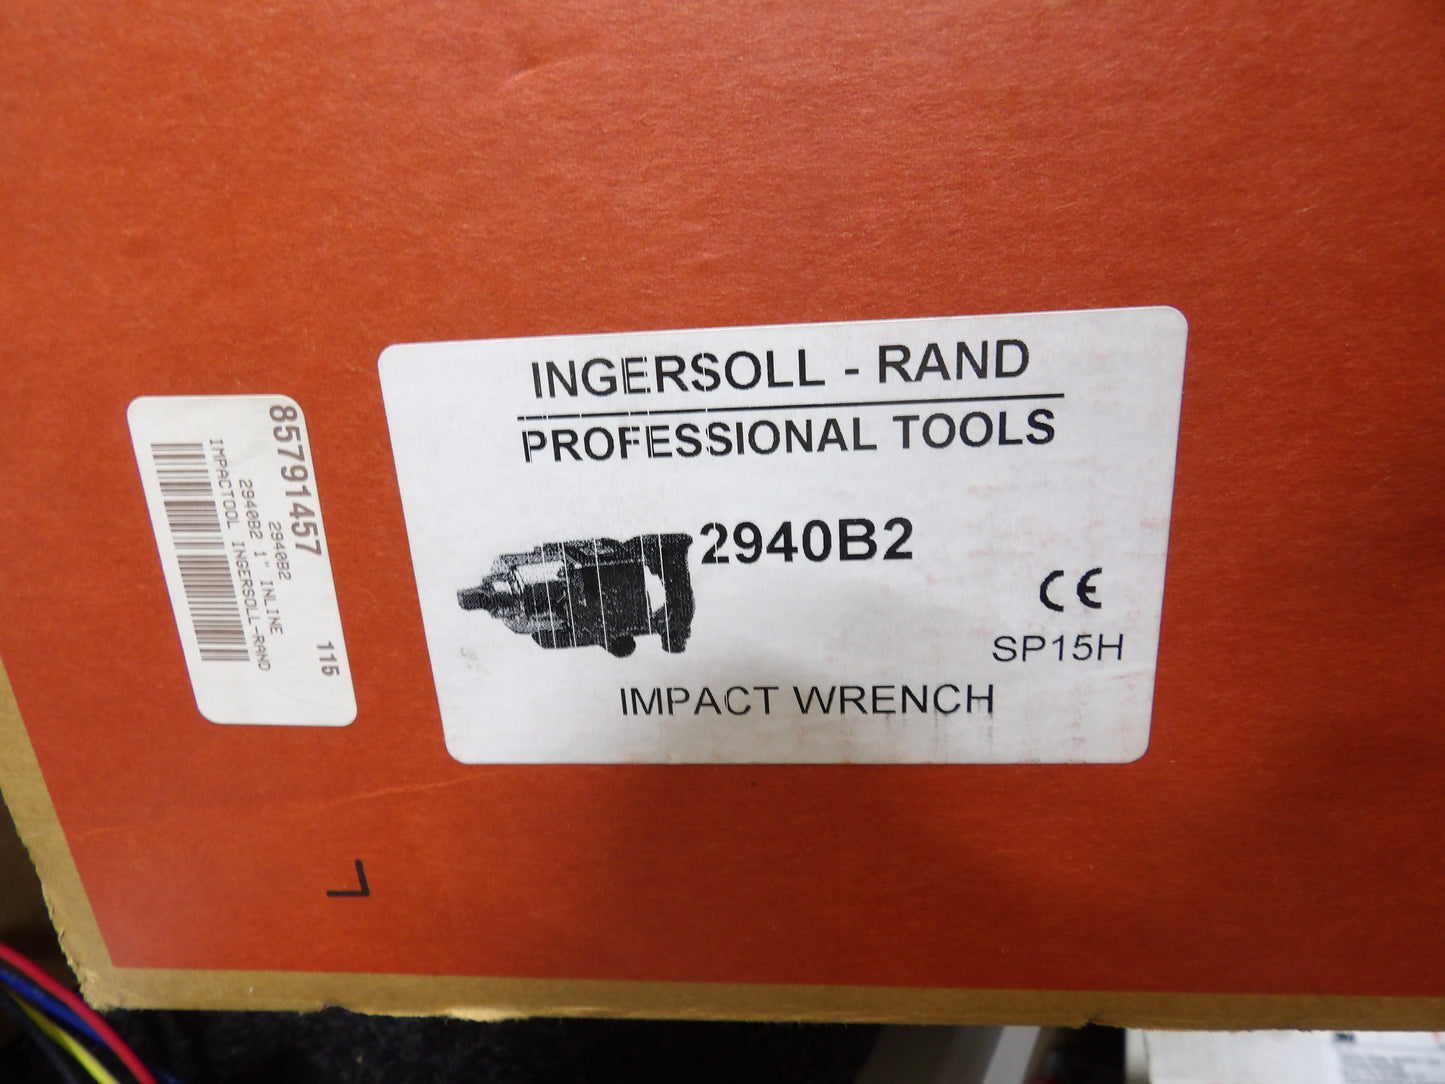 INGERSOLL - RAND
PROFESSIONAL TOOLS
2940B2
CE
SP15H
IMPACT WRENCH
85791457
2940B2 115
2940B2 1" INLINE
IMPACTOOL INGERSOLL-RAND
L